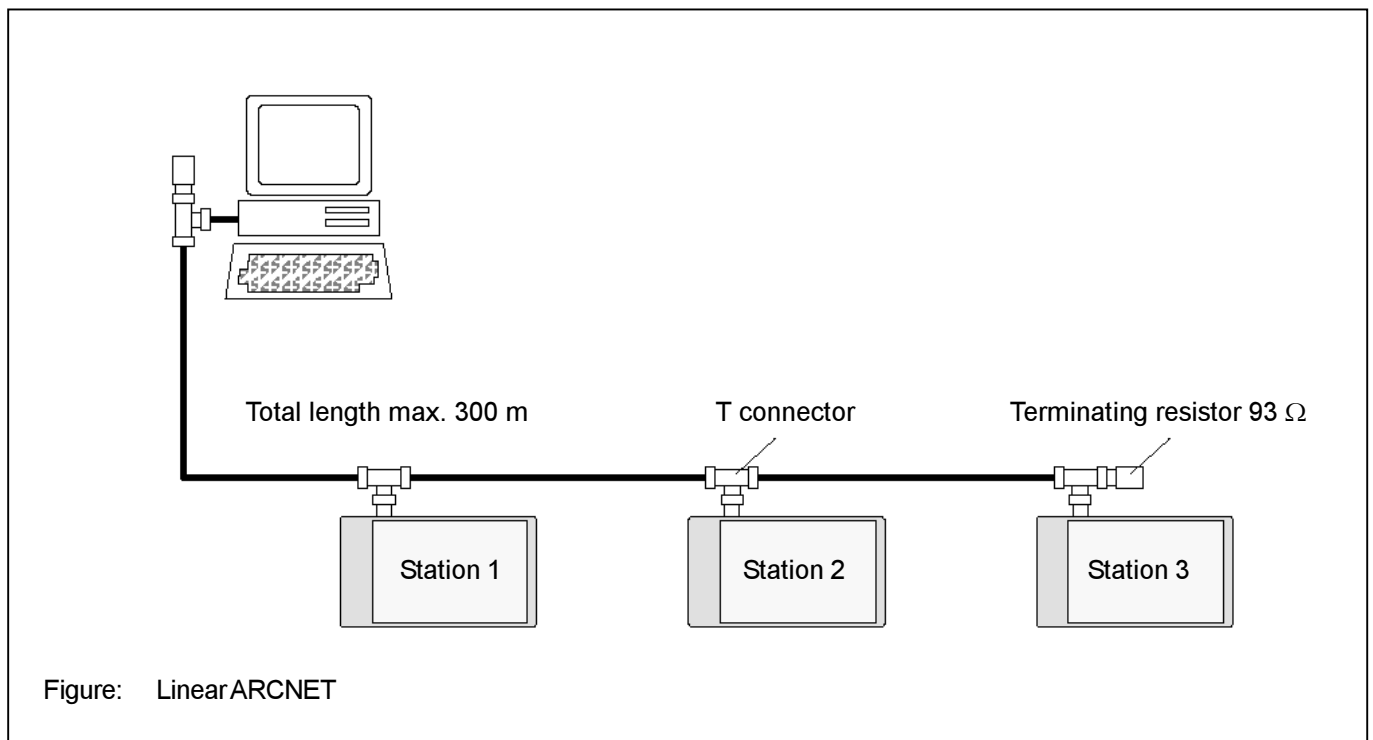 Total length max. 300 m
T connector
Terminating resistor 93 Ω
Station 1
Station 2
Station 3
Figure: Linear ARCNET